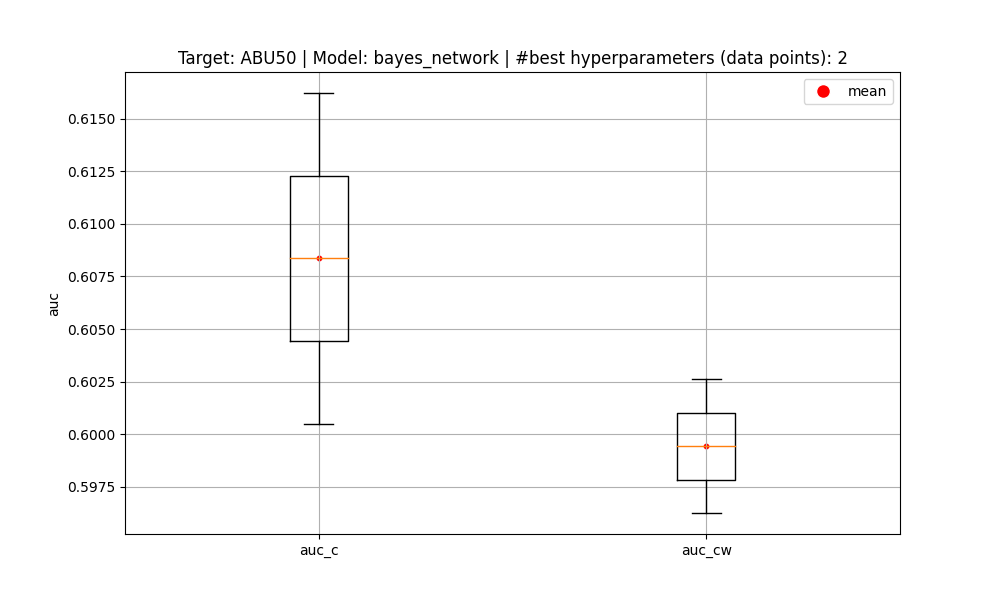 Target: ABU50 | Model: bayes_network | #best hyperparameters (data points): 2
mean
0.6150
0.6125
0.6100
0.6075
0.6050
0.6025
0.6000
0.5975
auc
auc_c
auc_cw